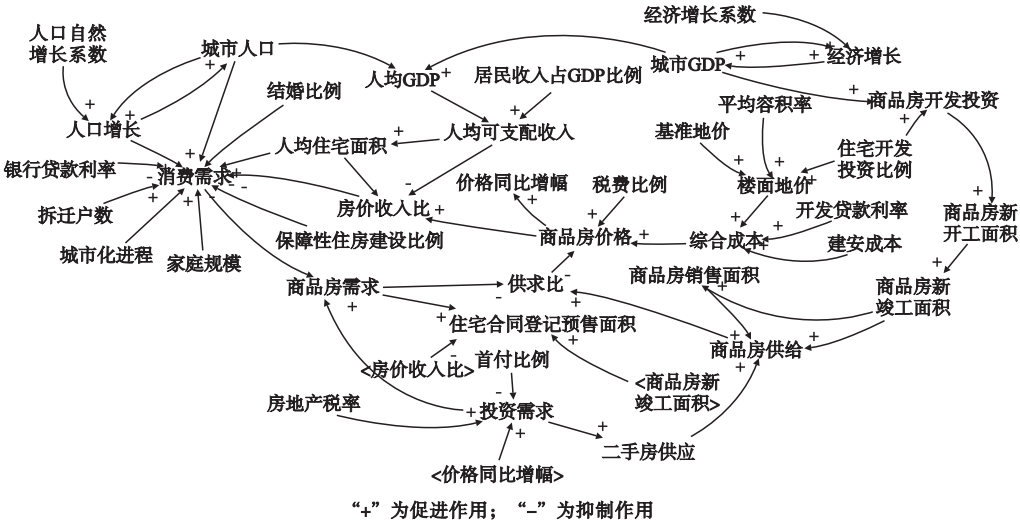 人口自然
增长系数
城市人口
经济增长系数
经济增长
城市GDP
人均GDP
居民收入占GDP比例
结婚比例
平均容积率
商品房开发投资
人口增长
人均住宅面积
人均可支配收入
基准地价
住宅开发
投资比例
银行贷款利率
消费需求
价格同比增幅
税费比例
楼面地价
拆迁户数
房价收入比
开发贷款利率
商品房新
开工面积
城市化进程
家庭规模
保障性住房建设比例
商品房价格
综合成本
建安成本
商品房需求
供求比
商品房销售面积
商品房新
竣工面积
住宅合同登记预售面积
商品房供给
<房价收入比>
首付比例
<商品房新
竣工面积>
房地产税率
投资需求
二手房供应
<价格同比增幅>
“+”为促进作用；“−”为抑制作用